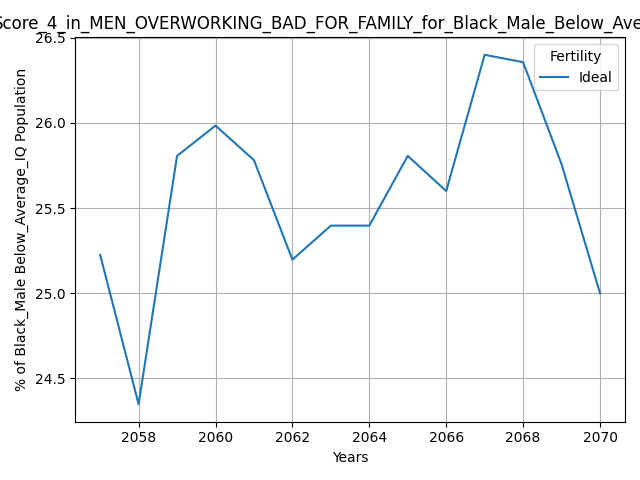 Score_4_in_MEN_OVERWORKING_BAD_FOR_FAMILY_for_Black_Male_Below_Ave
Fertility
Ideal
% of Black_Male Below_Average_IQ Population
26.5
26.0
25.5
25.0
24.5
2058 2060 2062 2064 2066 2068 2070
Years